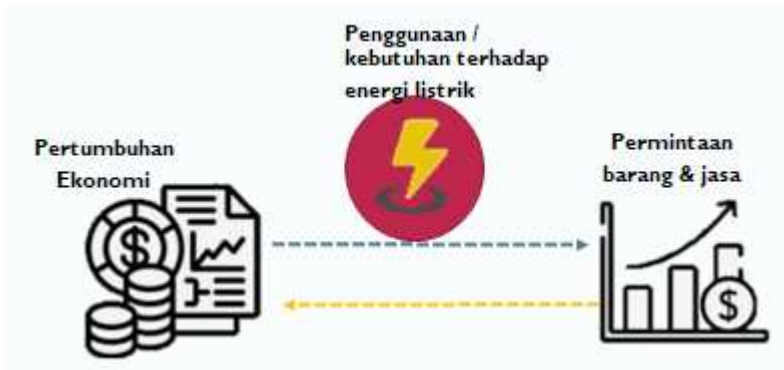 Penggunaan /
kebutuhan terhadap
energi listrik
Pertumbuhan
Ekonomi
Permintaan
barang & jasa
$
$